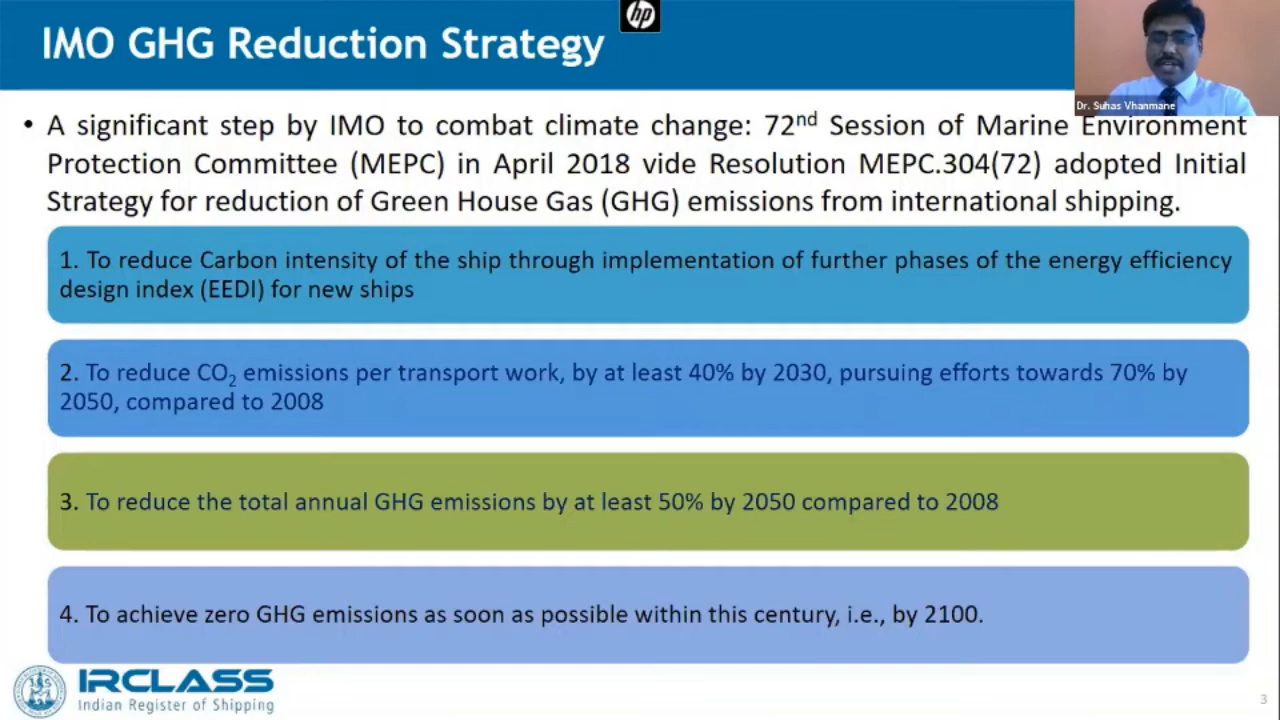 hp
IMO GHG Reduction Strategy
Dr. Suhas Vhanmane
• A significant step by IMO to combat climate change: 72nd Session of Marine Environment
Protection Committee (MEPC) in April 2018 vide Resolution MEPC.304(72) adopted Initial
Strategy for reduction of Green House Gas (GHG) emissions from international shipping.
1. To reduce Carbon intensity of the ship through implementation of further phases of the energy efficiency
design index (EEDI) for new ships
2. To reduce CO2 emissions per transport work, by at least 40% by 2030, pursuing efforts towards 70% by
2050, compared to 2008
3. To reduce the total annual GHG emissions by at least 50% by 2050 compared to 2008
4. To achieve zero GHG emissions as soon as possible within this century, i.e., by 2100.
IRCLASS
Indian Register of Shipping
3